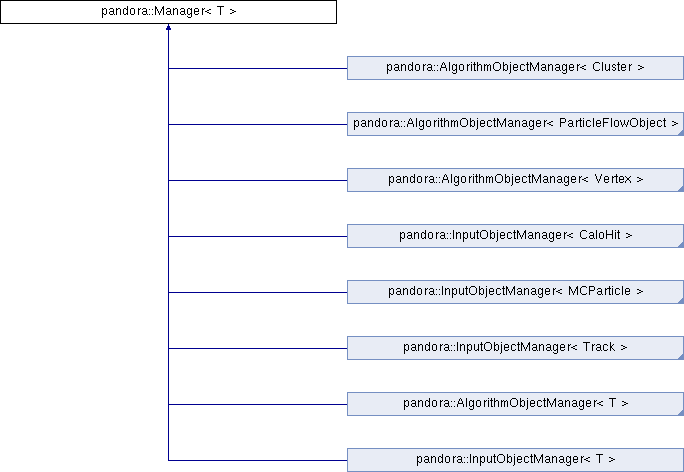 pandora::Manager< T >
pandora::AlgorithmObjectManager< Cluster >
pandora::AlgorithmObjectManager< ParticleFlowObject >
pandora::AlgorithmObjectManager< Vertex >
pandora::InputObjectManager< CaloHit >
pandora::InputObjectManager< MCParticle >
pandora::InputObjectManager< Track >
pandora::AlgorithmObjectManager< T >
pandora::InputObjectManager< T >